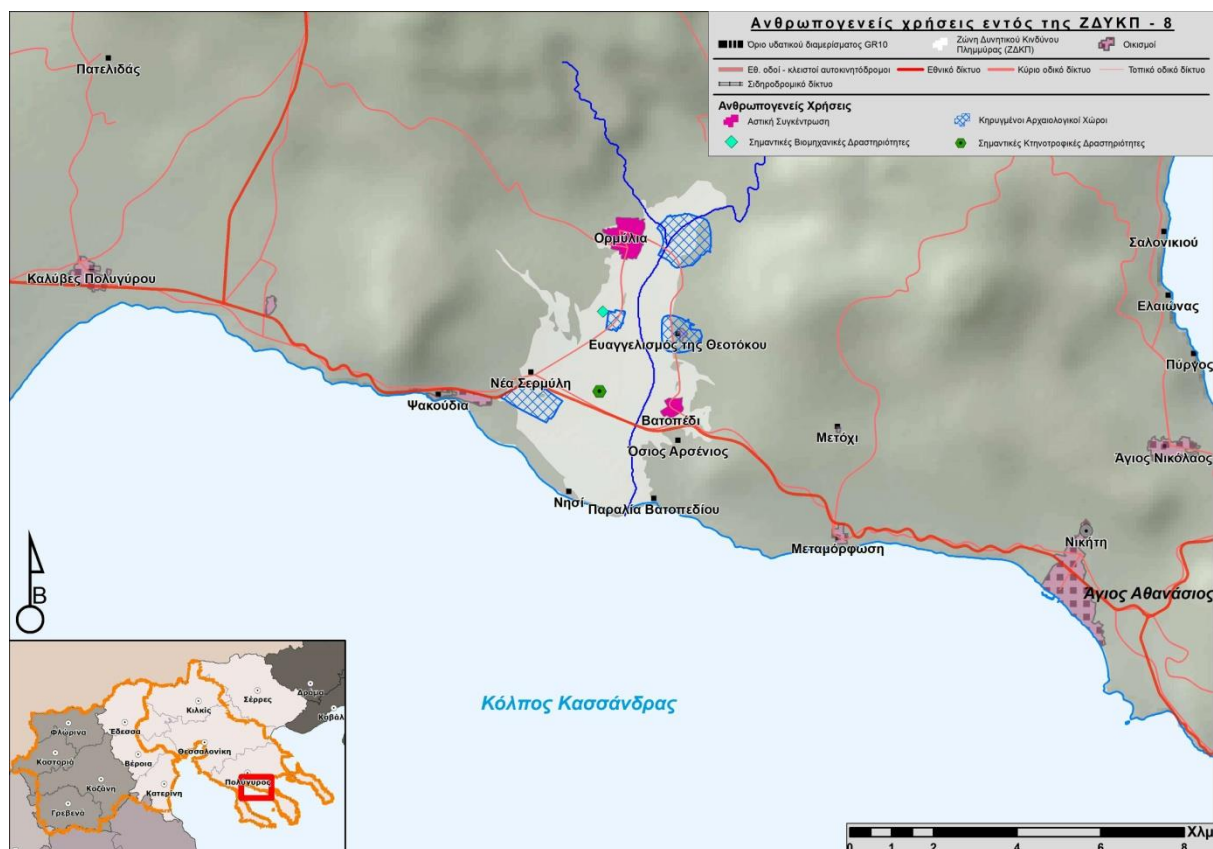 Ανθρωπογενείς χρήσεις εντός της ΖΔΥΚΠ - 8
Όριο υδατικού διαμερίσματος GR10
Ζώνη Δυνητικού Κινδύνου
Πλημμύρας (ΖΔΚΠ)
Οικισμοί
Εθ. οδοί - κλειστοί αυτοκινητόδρομοι
Εθνικό δίκτυο
Κύριο οδικό δίκτυο
Τοπικό οδικό δίκτυο
Σιδηροδρομικό δίκτυο
Ανθρωπογενείς Χρήσεις
Αστική Συγκέντρωση
Κηρυγμένοι Αρχαιολογικοί Χώροι
Σημαντικές Βιομηχανικές Δραστηριότητες
Σημαντικές Κτηνοτροφικές Δραστηριότητες
Πατελιδάς
Ορμύλια
Σαλονικιού
Καλύβες Πολυγύρου
Ελαιώνας
Ευαγγελισμός της Θεοτόκου
Πύργος
Νέα Σερμύλη
Ψακούδια
Βατοπέδι
Μετόχι
Όσιος Αρσένιος
Άγιος Νικόλαος
Νησί
Παραλία Βατοπεδίου
Μεταμόρφωση
Νικήτη
Άγιος Αθανάσιος
Κόλπος Κασσάνδρας
Β
Σέρρες
Δράμα
Κιλκίς
Καβάλ
Φλώρινα
Έδεσσα
Θεσσαλονίκη
Καστοριά
Βέροια
Κοζάνη
Πολύγυρος
Κατερίνη
Γρεβενά
Χλμ
0 1 2 4 6 8